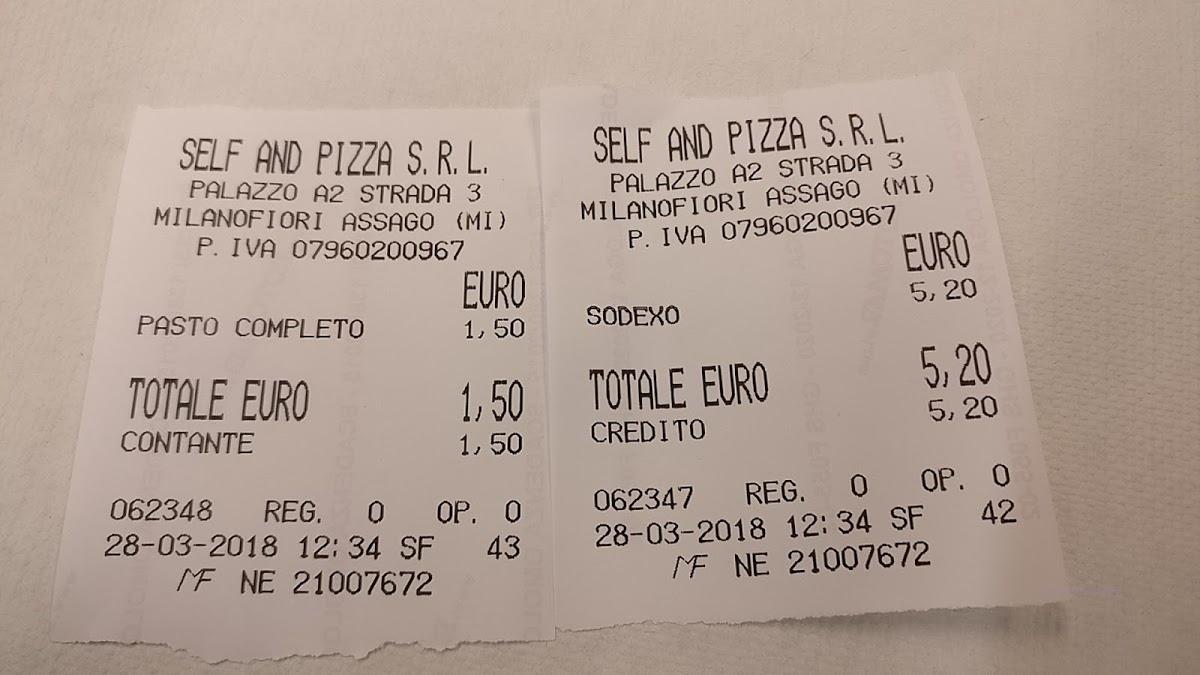 SELF AND PIZZA S.R.L.
PALAZZO A2 STRADA 3
MILANOFIORI ASSAGO (MI)
P. IVA 07960200967
EURO
PASTO COMPLETO 1,50
TOTALE EURO 1,50
CONTANTE 1,50
062348 REG. 0 OP. 0
28-03-2018 12:34 SF 43
MF NE 21007672
SELF AND PIZZA S.R.L.
PALAZZO A2 STRADA 3
MILANOFIORI ASSAGO (MI)
P. IVA 07960200967
EURO
SODEXO 5,20
TOTALE EURO 5,20
CREDITO 5,20
062347 REG. 0 OP. 0
28-03-2018 12:34 SF 42
MF NE 21007672